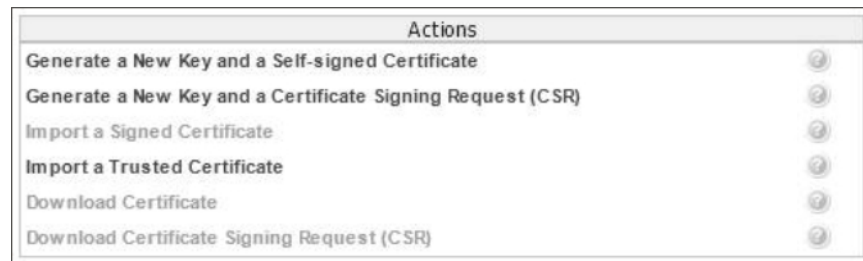 Actions
Generate a New Key and a Self-signed Certificate
Generate a New Key and a Certificate Signing Request (CSR)
Import a Signed Certificate
Import a Trusted Certificate
Download Certificate
Download Certificate Signing Request (CSR)